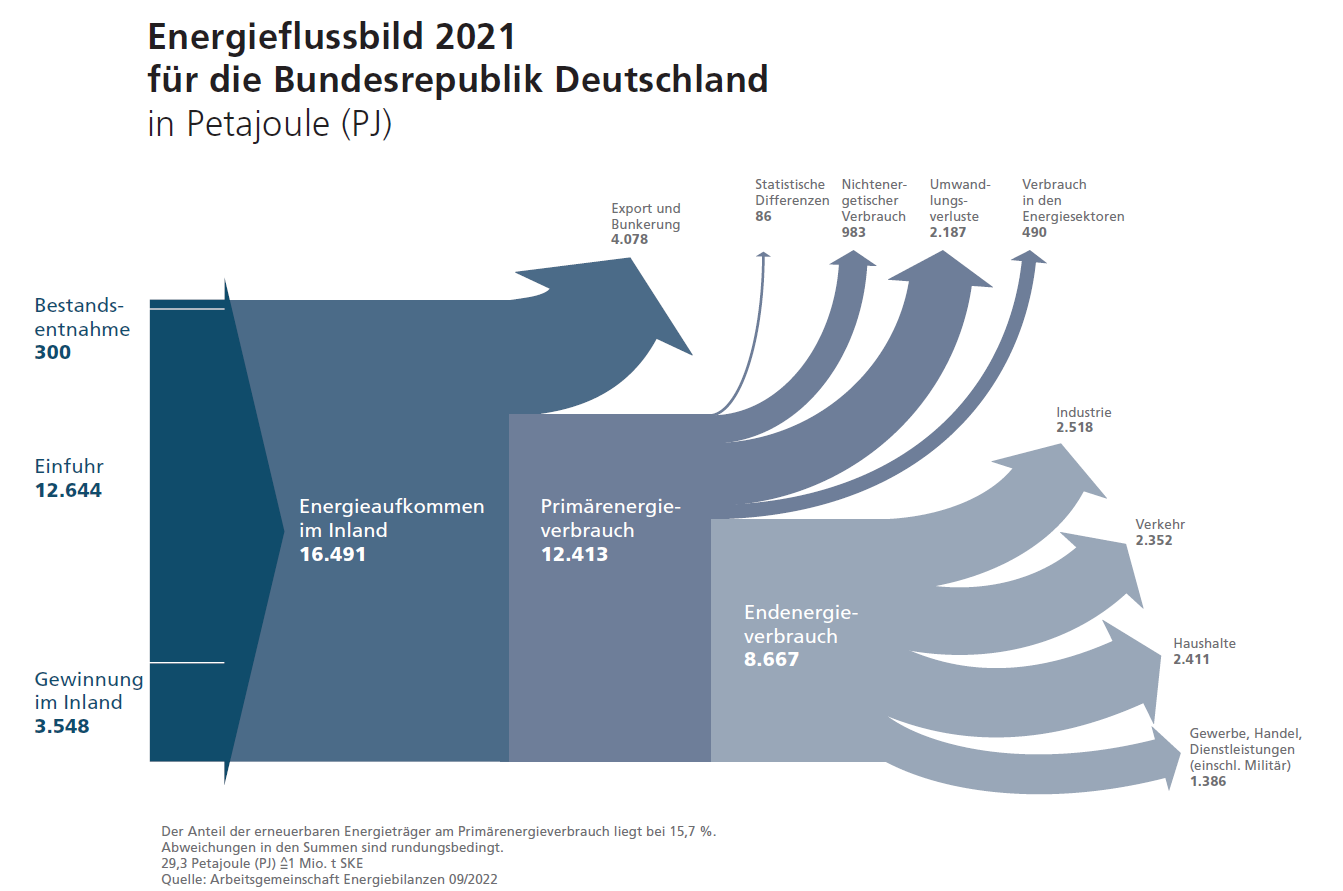 Energieflussbild 2021
für die Bundesrepublik Deutschland
in Petajoule (PJ)
Statistische
Differenzen
86
Nichtener-
getischer
Verbrauch
983
Umwand-
lungs-
verluste
2.187
Verbrauch
in den
Energiesektoren
490
Export und
Bunkerung
4.078
Bestands-
entnahme
300
Einfuhr
12.644
Gewinnung
im Inland
3.548
Energieaufkommen
im Inland
16.491
Primärenergie-
verbrauch
12.413
Endenergie-
verbrauch
8.667
Industrie
2.518
Verkehr
2.352
Haushalte
2.411
Gewerbe, Handel,
Dienstleistungen
(einschl. Militär)
1.386
Der Anteil der erneuerbaren Energieträger am Primärenergieverbrauch liegt bei 15,7 %.
Abweichungen in den Summen sind rundungsbedingt.
29,3 Petajoule (PJ) ≙1 Mio. t SKE
Quelle: Arbeitsgemeinschaft Energiebilanzen 09/2022